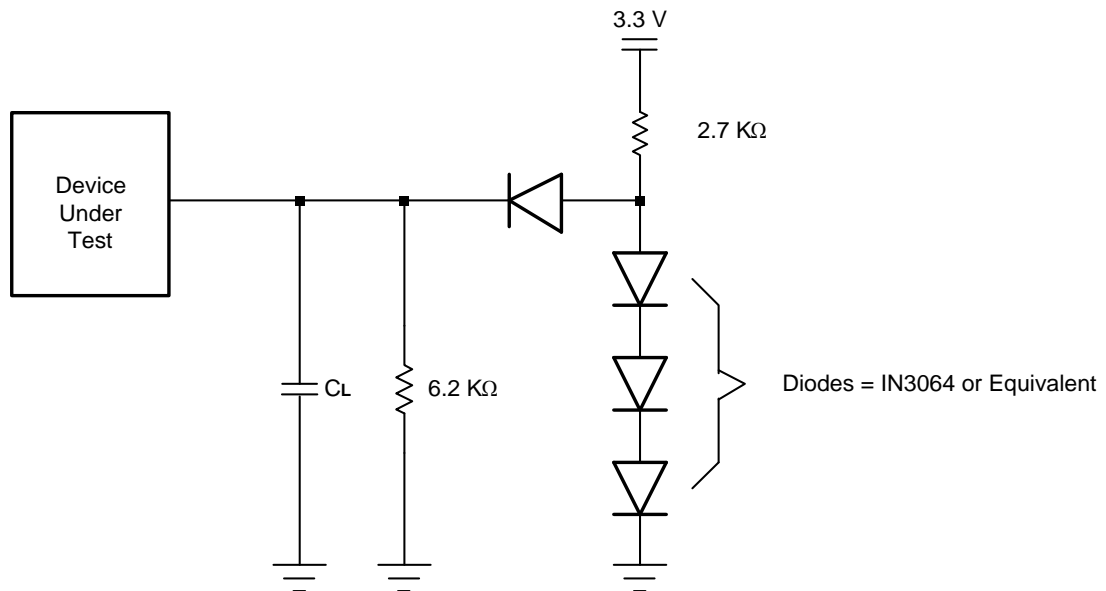 3.3 V
2.7 KΩ
Device
Under
Test
CL
6.2 KΩ
Diodes = IN3064 or Equivalent